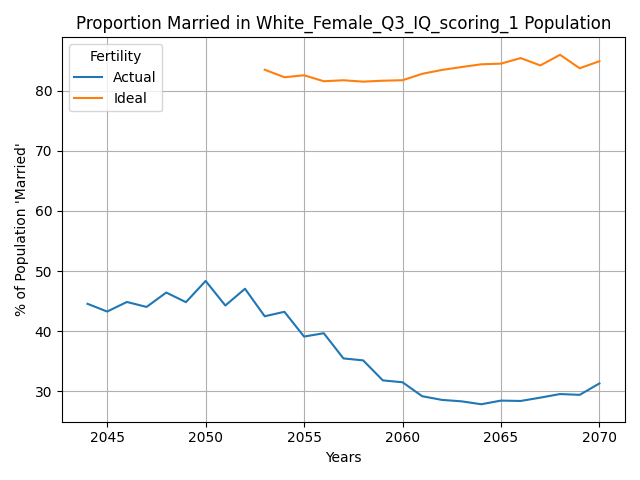 Proportion Married in White_Female_Q3_IQ_scoring_1 Population
Fertility
Actual
Ideal
% of Population 'Married'
80
70
60
50
40
30
2045
2050
2055
2060
2065
2070
Years